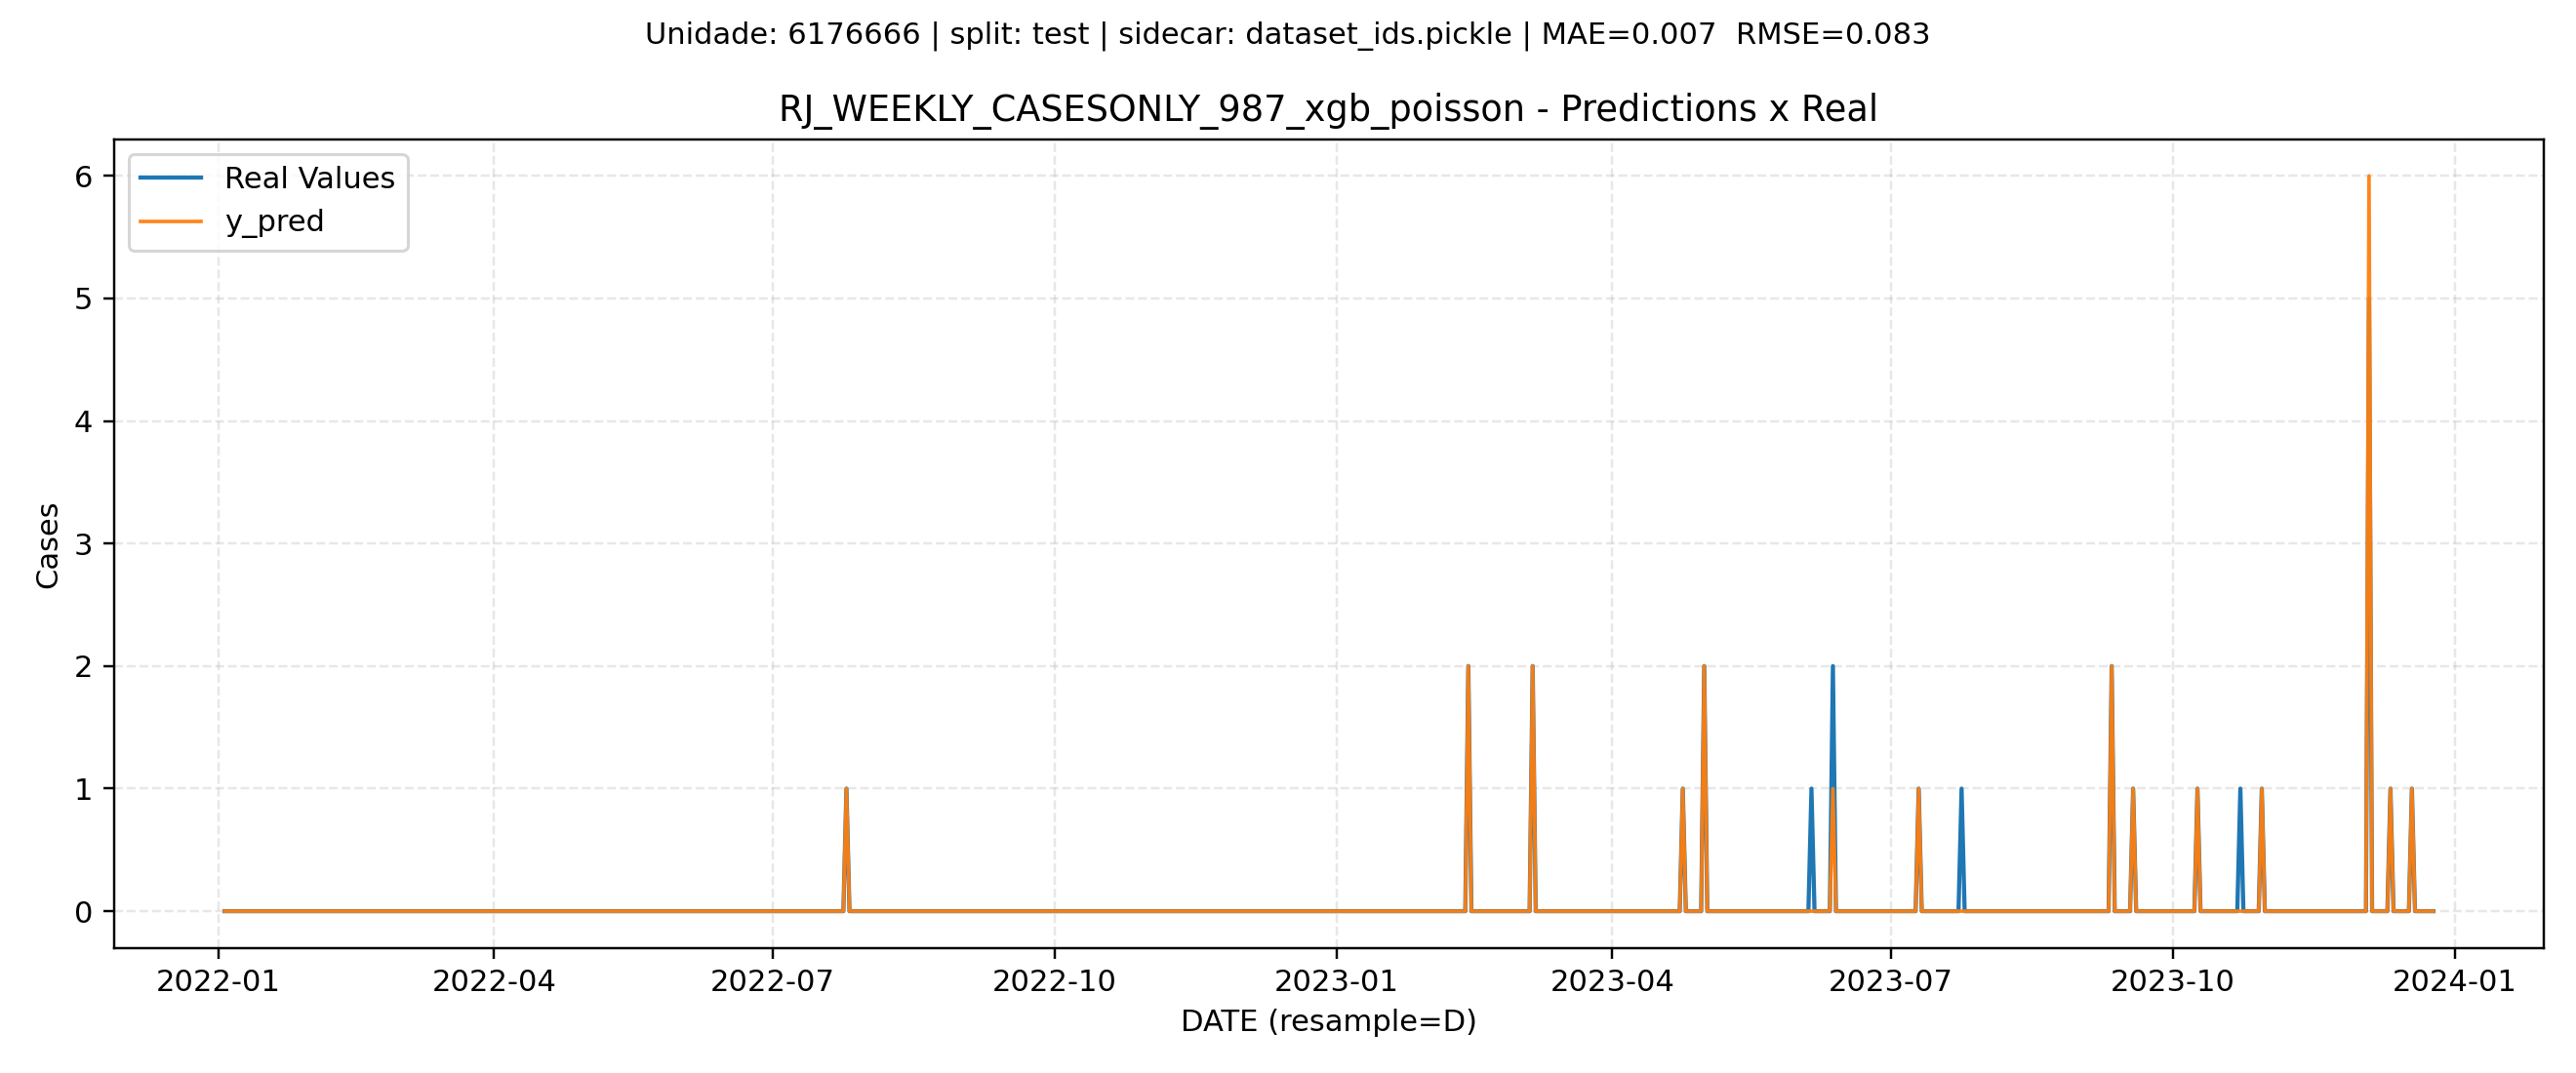 Unidade: 6176666 | split: test | sidecar: dataset_ids.pickle | MAE=0.007  RMSE=0.083
RJ_WEEKLY_CASESONLY_987_xgb_poisson - Predictions x Real
Real Values
y_pred
6
5
4
3
2
1
0
Cases
2022-01
2022-04
2022-07
2022-10
2023-01
2023-04
2023-07
2023-10
2024-01
DATE (resample=D)